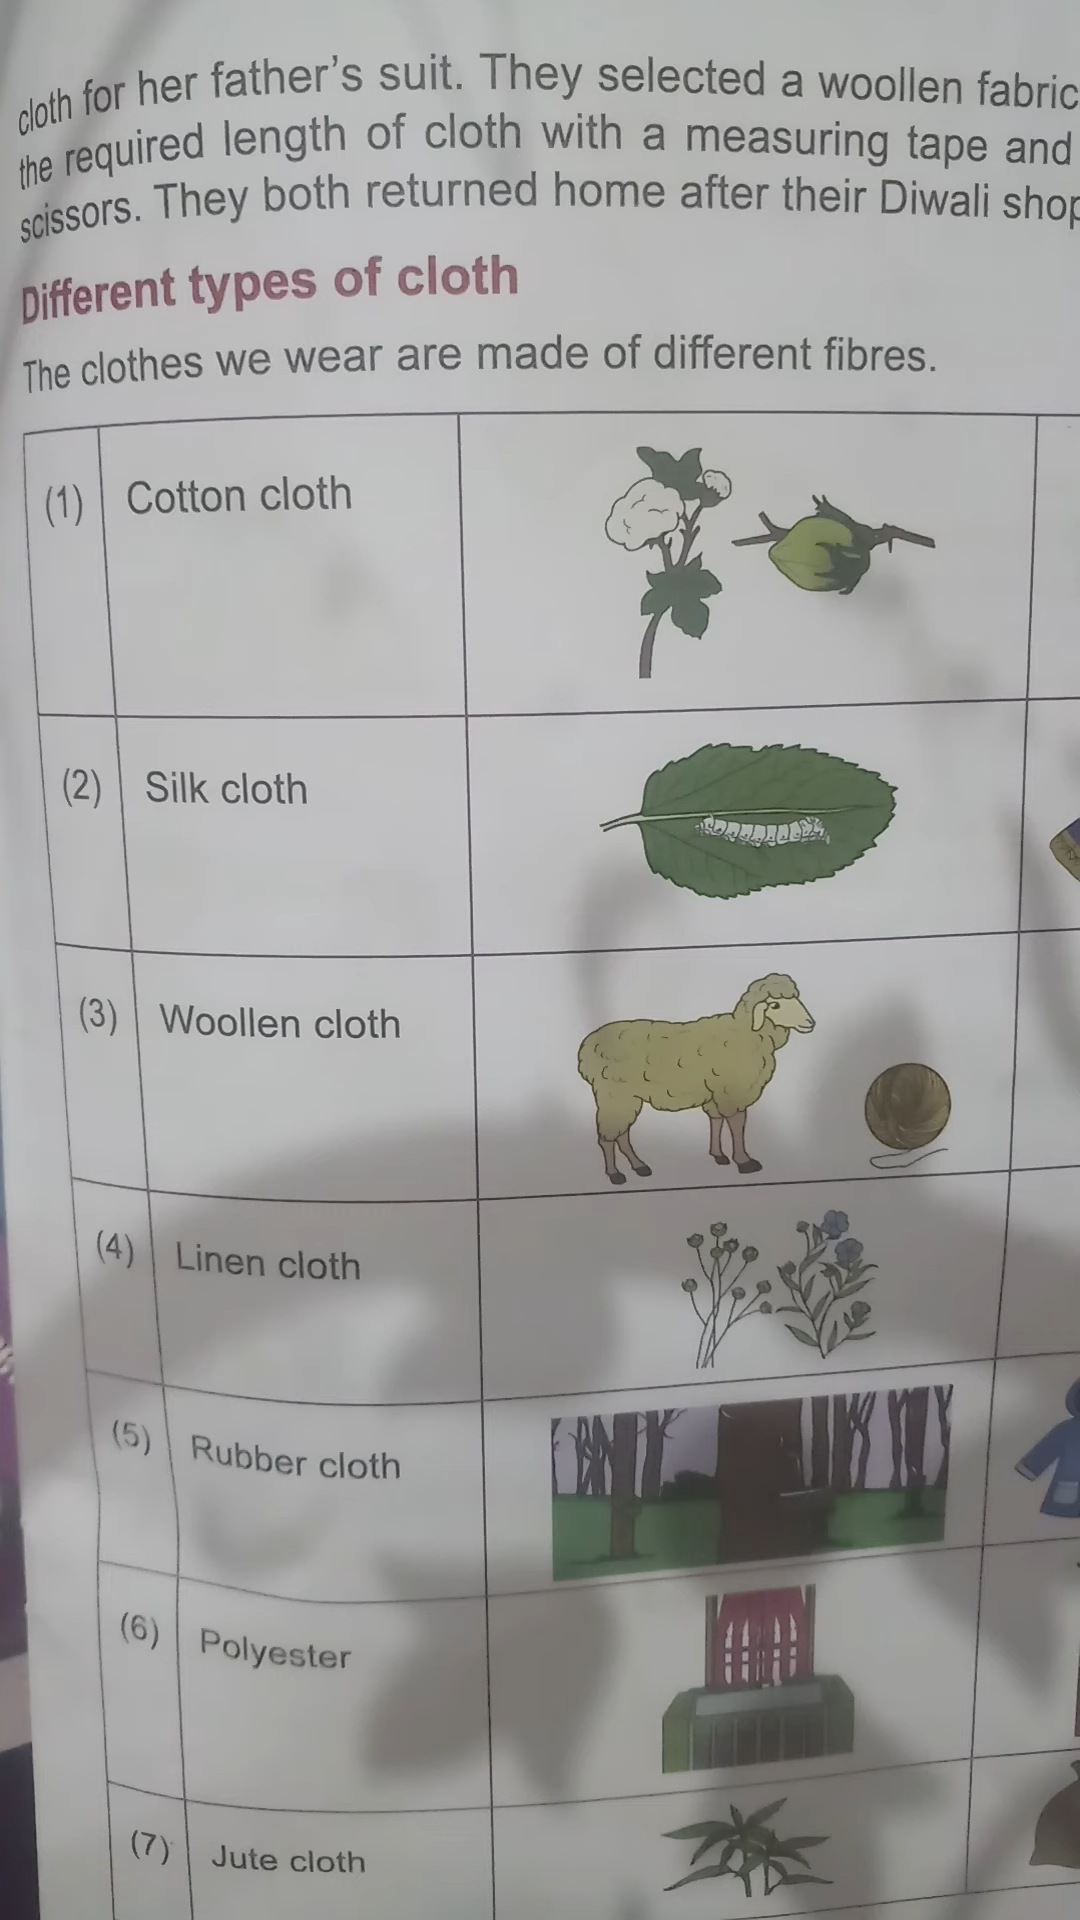 cloth for her father's suit. They selected a woollen fabric
the required length of cloth with a measuring tape and
scissors. They both returned home after their Diwali
Different types of cloth
The clothes we wear are made of different fibres.
(1) Cotton cloth
(2) Silk cloth
(3) Woollen cloth
(4) Linen cloth
(5) Rubber cloth
(6) Polyester
(7) Jute cloth